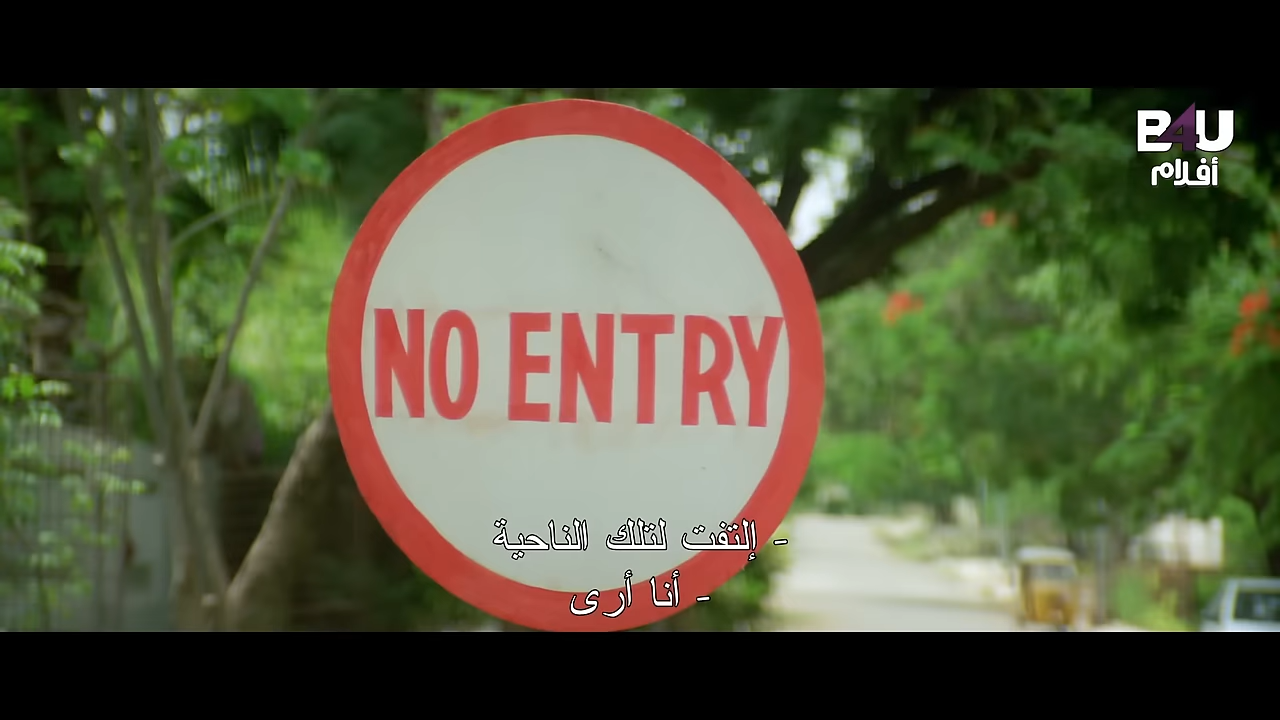 B4U
أفلام
NO ENTRY
- إلتفت لتلك الناحية
- أنا أرى